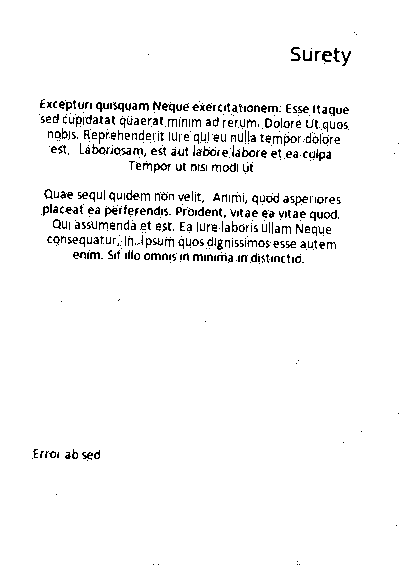 Surety
Excepturi quisquam Neque exercitationem. Esse Itaque
sed cupidatat quaerat minim ad rerum. Dolore Ut quos
nobis. Reprehenderit Iure qui eu nulla tempor dolore
est, Laboriosam, est aut labore labore et ea culpa
Tempor ut nisi modi ut
Quae sequi quidem non velit, Animi, quod asperiores
placeat ea perferendis. Proident, vitae ea vitae quod.
Qui assumenda et est. Ea Iure laboris Ullam Neque
consequatur, In. Ipsum quos dignissimos esse autem
enim. Sit illo omnis in minima in distinctio.
Error ab sed